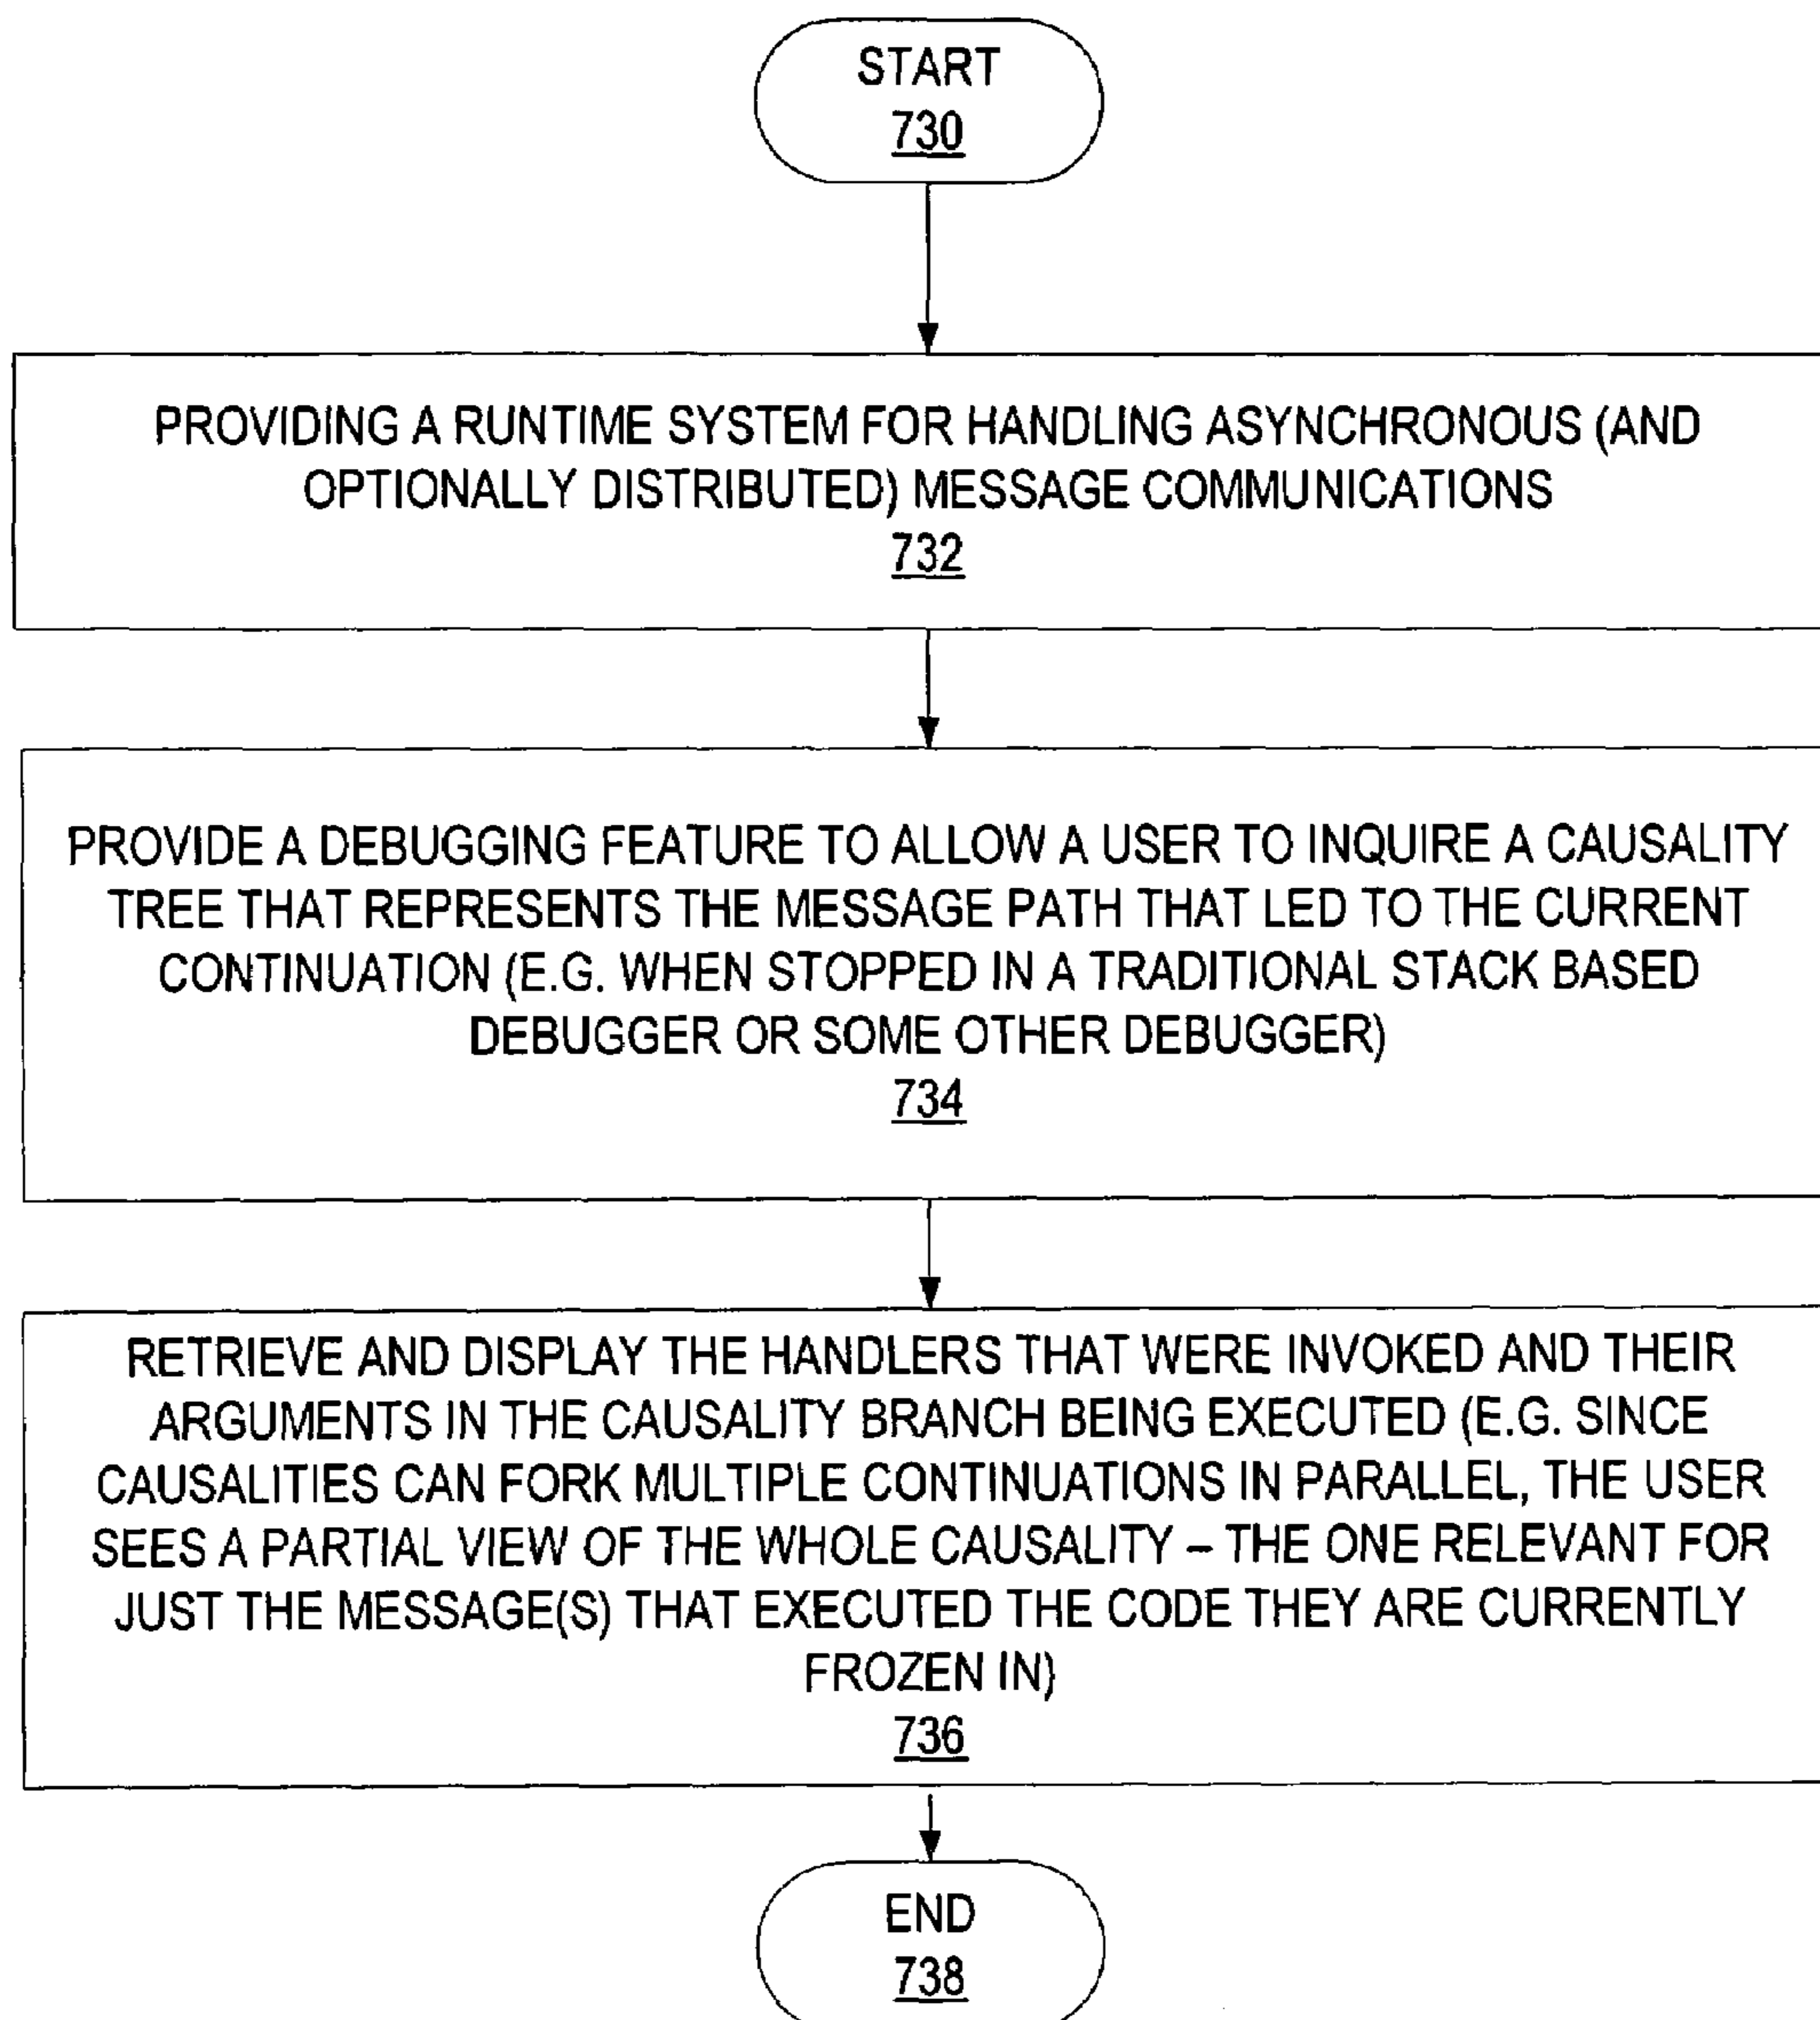 START
730
PROVIDING A RUNTIME SYSTEM FOR HANDLING ASYNCHRONOUS (AND
OPTIONALLY DISTRIBUTED) MESSAGE COMMUNICATIONS
732
PROVIDE A DEBUGGING FEATURE TO ALLOW A USER TO INQUIRE A CAUSALITY
TREE THAT REPRESENTS THE MESSAGE PATH THAT LED TO THE CURRENT
CONTINUATION (E.G. WHEN STOPPED IN A TRADITIONAL STACK BASED
DEBUGGER OR SOME OTHER DEBUGGER)
734
RETRIEVE AND DISPLAY THE HANDLERS THAT WERE INVOKED AND THEIR
ARGUMENTS IN THE CAUSALITY BRANCH BEING EXECUTED (E.G. SINCE
CAUSALITIES CAN FORK MULTIPLE CONTINUATIONS IN PARALLEL, THE USER
SEES A PARTIAL VIEW OF THE WHOLE CAUSALITY – THE ONE RELEVANT FOR
JUST THE MESSAGE(S) THAT EXECUTED THE CODE THEY ARE CURRENTLY
FROZEN IN)
736
END
738